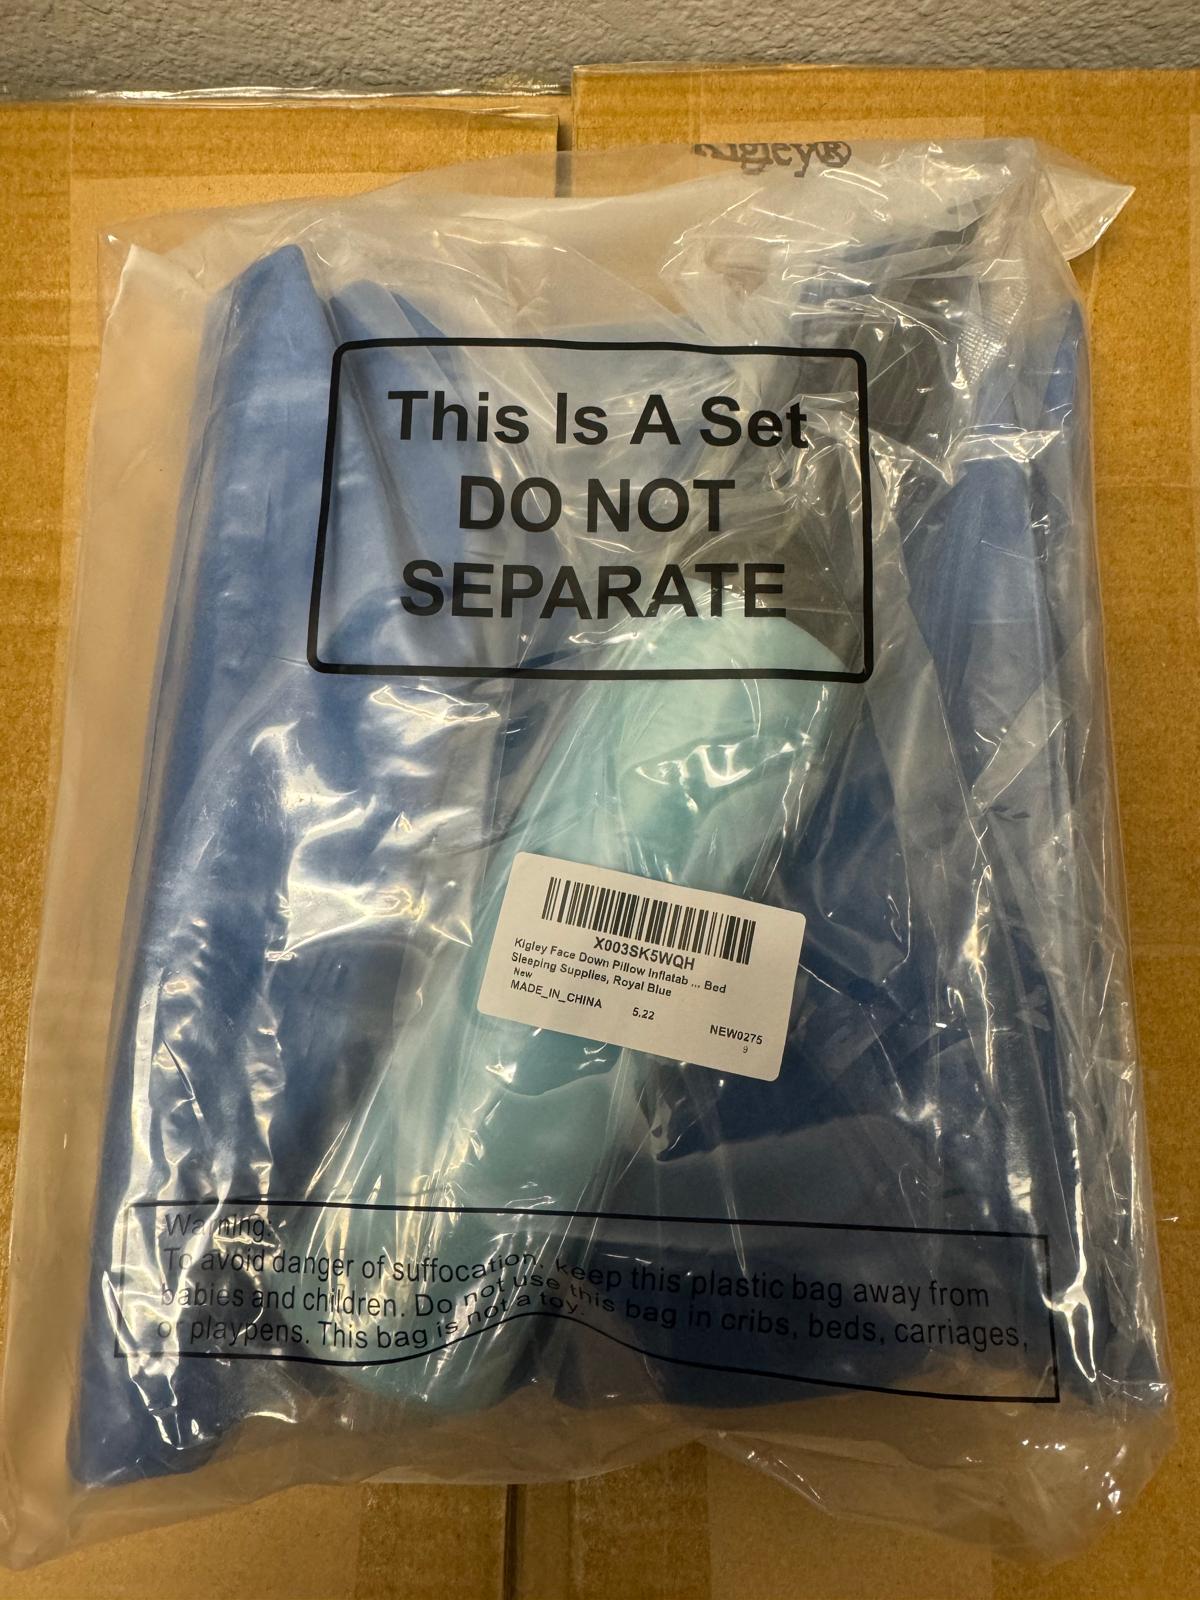 Kigley®
This Is A Set
DO NOT
SEPARATE
X003SK5WQH
Kigley Face Down Pillow Inflatab ... Bed
Sleeping Supplies, Royal Blue
New
MADE_IN_CHINA 5.22
NEW0275
9
Warning:
To avoid danger of suffocation, keep this plastic bag away from
babies and children. Do not use this bag in cribs, beds, carriages,
or playpens. This bag is not a toy.